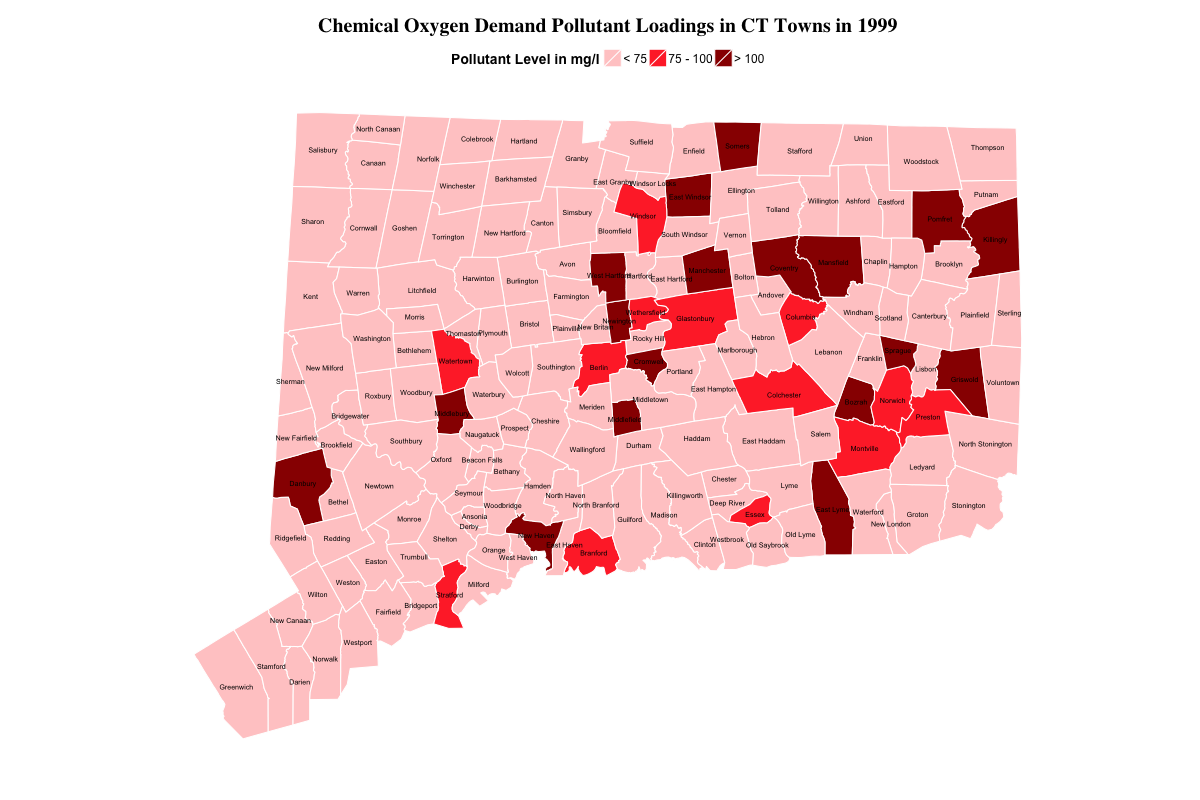 Chemical Oxygen Demand Pollutant Loadings in CT Towns in 1999
Pollutant Level in mg/l < 75 75 - 100 > 100
North Canaan
Salisbury
Canaan
Norfolk
Colebrook
Hartland
Granby
Suffield
Enfield
Somers
Stafford
Union
Woodstock
Thompson
Winchester
Barkhamsted
East Granby
Windsor Locks
East Windsor
Ellington
Tolland
Willington
Ashford
Eastford
Pomfret
Putnam
Killingly
Sharon
Cornwall
Goshen
Torrington
New Hartford
Canton
Simsbury
Bloomfield
Windsor
South Windsor
Vernon
Kent
Warren
Litchfield
Harwinton
Burlington
Avon
Farmington
West Hartford
Hartford
East Hartford
Manchester
Bolton
Coventry
Mansfield
Chaplin
Hampton
Brooklyn
Andover
Columbia
Windham
Scotland
Canterbury
Plainfield
Sterling
Morris
Washington
Bethlehem
Thomaston
Plymouth
Bristol
Plainville
New Britain
Newington
Wethersfield
Rocky Hill
Glastonbury
Marlborough
Hebron
Lebanon
Franklin
Sprague
Lisbon
Griswold
Voluntown
Sherman
New Milford
Roxbury
Woodbury
Watertown
Waterbury
Wolcott
Southington
Berlin
Cromwell
Portland
East Hampton
Colchester
Bozrah
Norwich
Preston
Bridgewater
Middlebury
Naugatuck
Prospect
Cheshire
Meriden
Middletown
Middlefield
New Fairfield
Brookfield
Southbury
Oxford
Beacon Falls
Bethany
Wallingford
Durham
Haddam
East Haddam
Salem
Montville
Ledyard
North Stonington
Danbury
Bethel
Newtown
Seymour
Woodbridge
Hamden
North Haven
North Branford
Guilford
Madison
Killingworth
Chester
Deep River
Essex
Lyme
East Lyme
Waterford
New London
Groton
Stonington
Ridgefield
Redding
Monroe
Ansonia
Derby
Shelton
Orange
West Haven
New Haven
East Haven
Branford
Clinton
Westbrook
Old Saybrook
Old Lyme
Wilton
Weston
Easton
Trumbull
Fairfield
Bridgeport
Stratford
Milford
New Canaan
Westport
Norwalk
Stamford
Darien
Greenwich